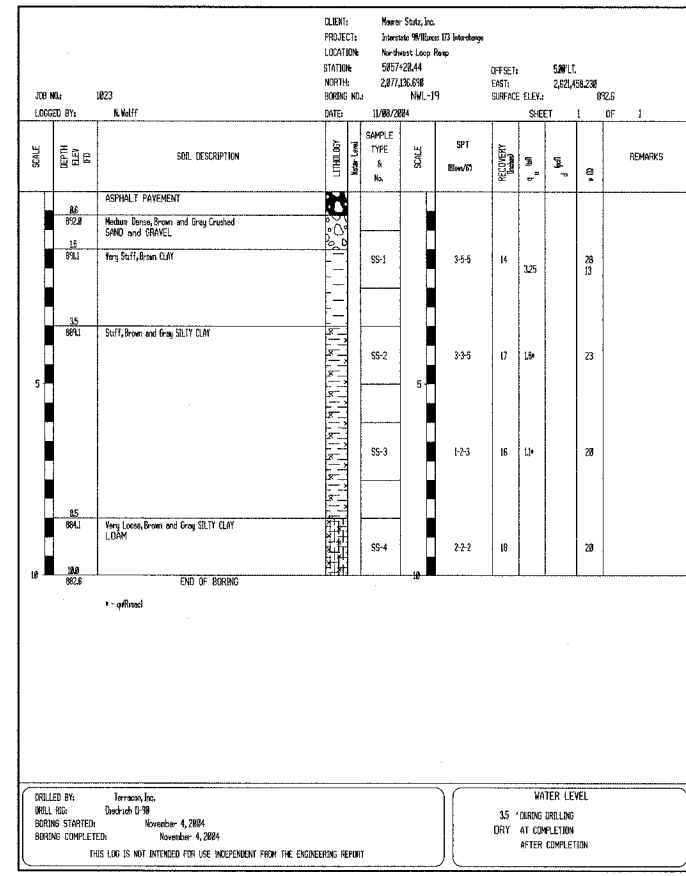 CLIENT: Maurer Stutz, Inc.
PROJECT: Interstate 90/Illinois 173 Interchange
LOCATION: Northwest Loop Ramp
STATION: 5057+20.44 OFFSET: 5.00'LT.
NORTH: 2,077,136.690 EAST: 2,621,458.230
JOB NO.: 1023 BORING NO.: NWL-19 SURFACE ELEV.: 892.6
LOGGED BY: N. Wolff DATE: 11/08/2004 SHEET 1 OF 1
SCALE
DEPTH
ELEV
SOIL DESCRIPTION
LITHOLOGY
Water Level
SAMPLE
TYPE
&
No.
SCALE
SPT
(Blows/6")
RECOVERY
(Inches)
q u (tsf)
d (pcf)
w (%)
REMARKS
ASPHALT PAVEMENT
0.6
892.0 Medium Dense, Brown and Gray Crushed
SAND and GRAVEL
1.5
891.1 Very Stiff, Brown CLAY
SS-1 3-5-5 14 3.25 28
13
3.5
889.1 Stiff, Brown and Gray SILTY CLAY
SS-2 3-3-5 17 1.8* 23
5 5
SS-3 1-2-3 16 1.1* 20
8.5
884.1 Very Loose, Brown and Gray SILTY CLAY
LOAM
SS-4 2-2-2 18 20
10 10.0 10
882.6 END OF BORING
* - qu(Rimac)
DRILLED BY: Terracon, Inc.
DRILL RIG: Diedrich D-90
BORING STARTED: November 4, 2004
BORING COMPLETED: November 4, 2004
THIS LOG IS NOT INTENDED FOR USE INDEPENDENT FROM THE ENGINEERING REPORT
WATER LEVEL
3.5 ' DURING DRILLING
DRY AT COMPLETION
AFTER COMPLETION